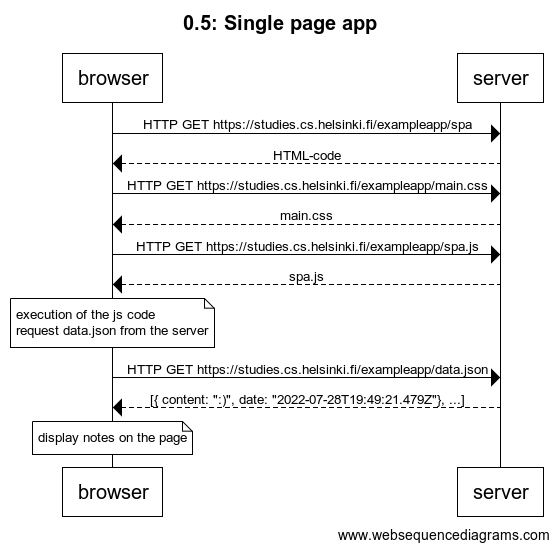 0.5: Single page app
browser
server
HTTP GET https://studies.cs.helsinki.fi/exampleapp/spa
HTML-code
HTTP GET https://studies.cs.helsinki.fi/exampleapp/main.css
main.css
HTTP GET https://studies.cs.helsinki.fi/exampleapp/spa.js
spa.js
execution of the js code
request data.json from the server
HTTP GET https://studies.cs.helsinki.fi/exampleapp/data.json
[{ content: ":)", date: "2022-07-28T19:49:21.479Z"}, ...]
display notes on the page
browser
server
www.websequencediagrams.com